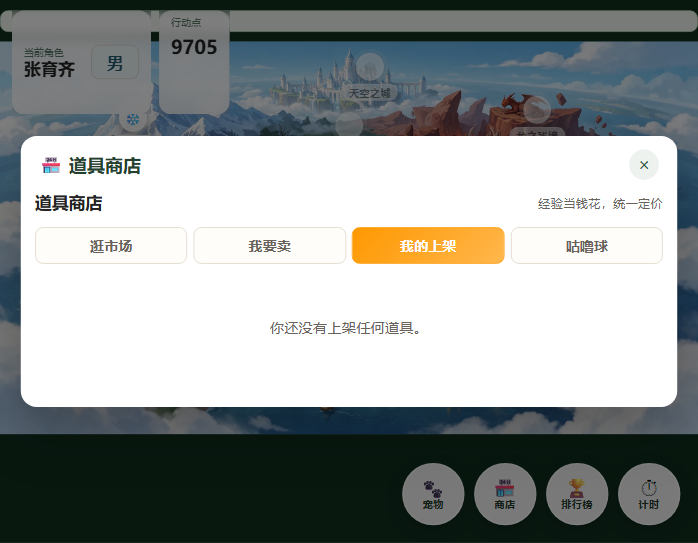 行动点
9705
当前角色
张育齐
男
天空之城
道具商店
×
道具商店
经验当钱花，统一定价
逛市场
我要卖
我的上架
咕噜球
你还没有上架任何道具。
宠物
商店
排行榜
计时